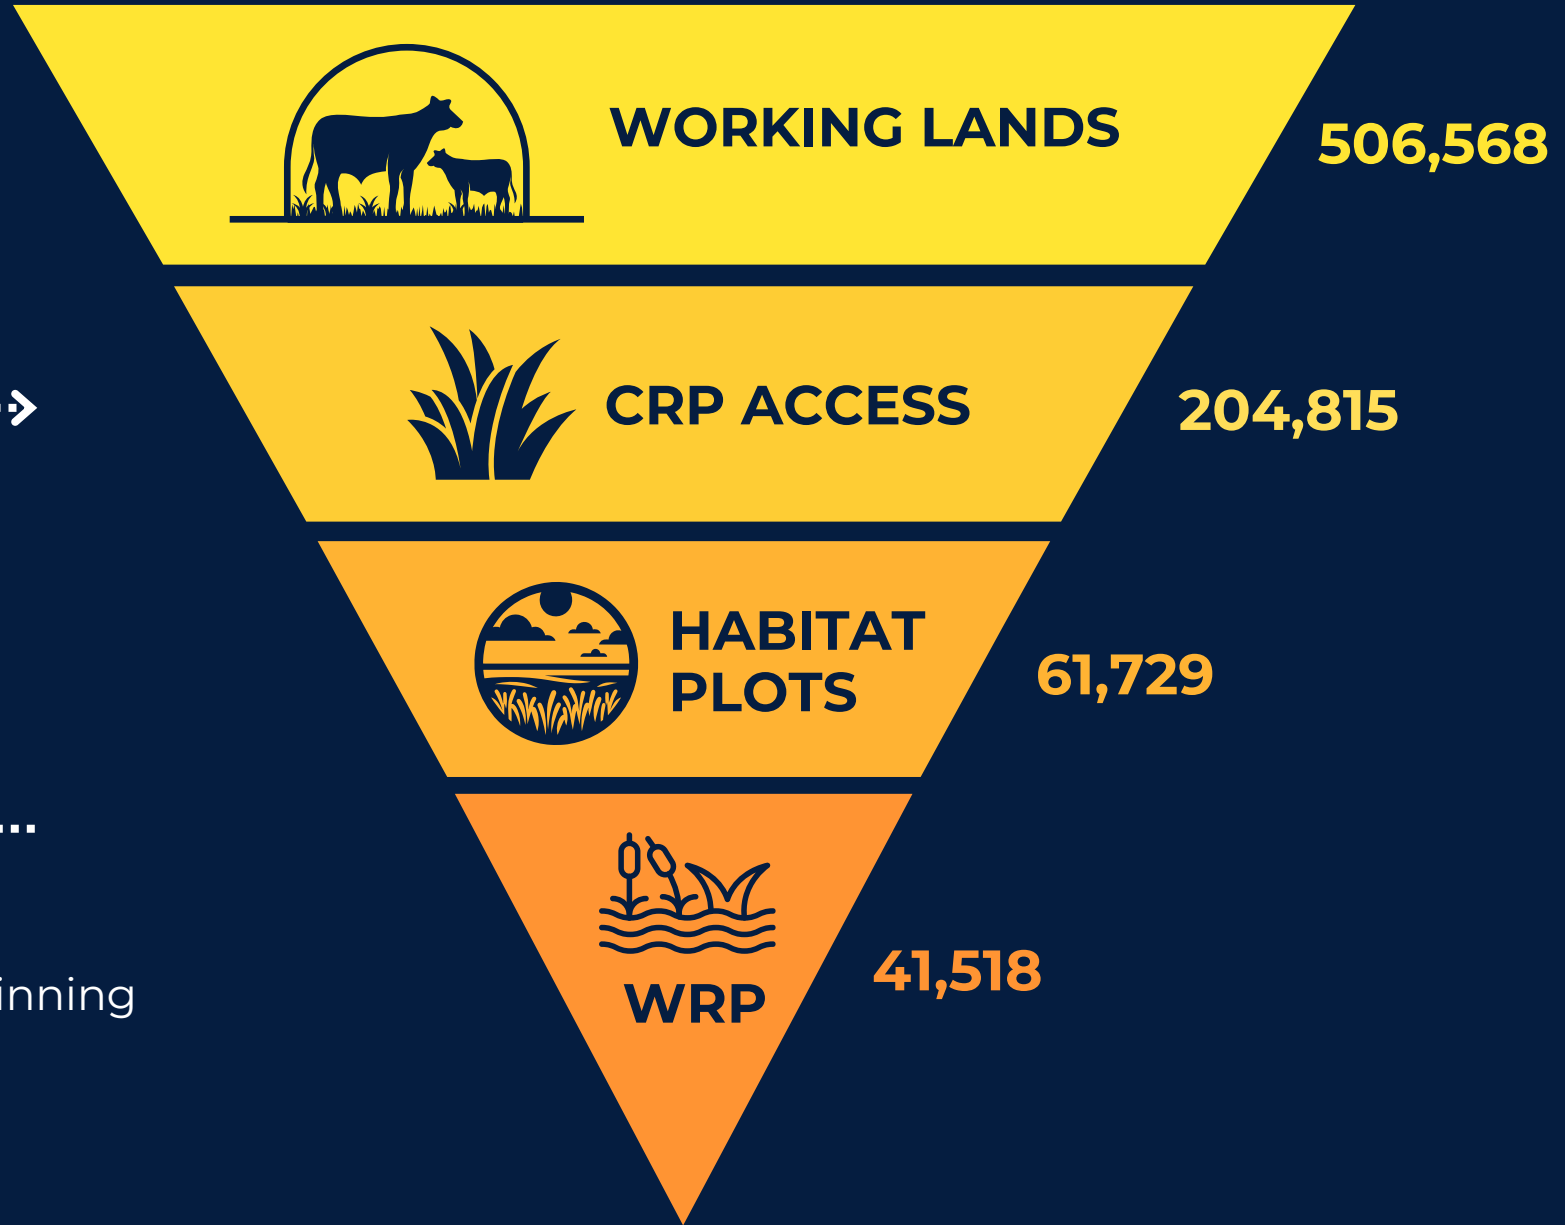 WORKING LANDS
506,568
CRP ACCESS
204,815
HABITAT
PLOTS
61,729
...
WRP
41,518
inning